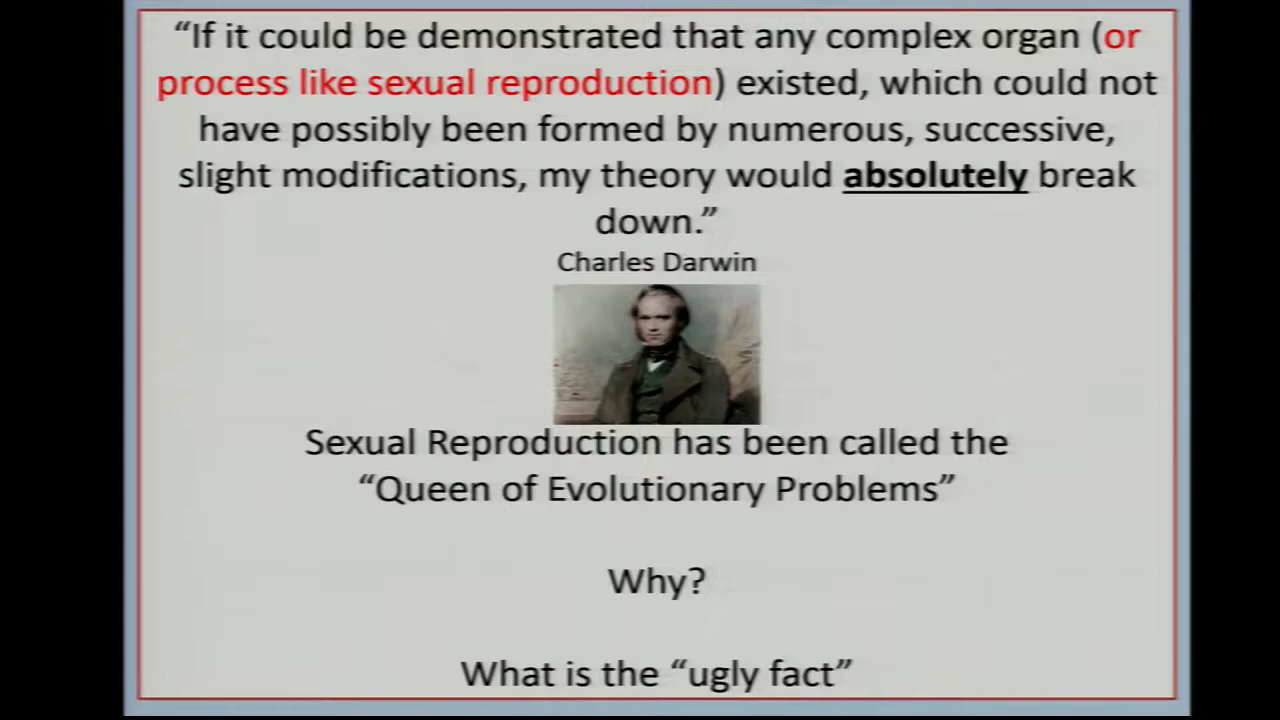 “If it could be demonstrated that any complex organ (or
process like sexual reproduction) existed, which could not
have possibly been formed by numerous, successive,
slight modifications, my theory would absolutely break
down.”
Charles Darwin
Sexual Reproduction has been called the
“Queen of Evolutionary Problems”
Why?
What is the “ugly fact”